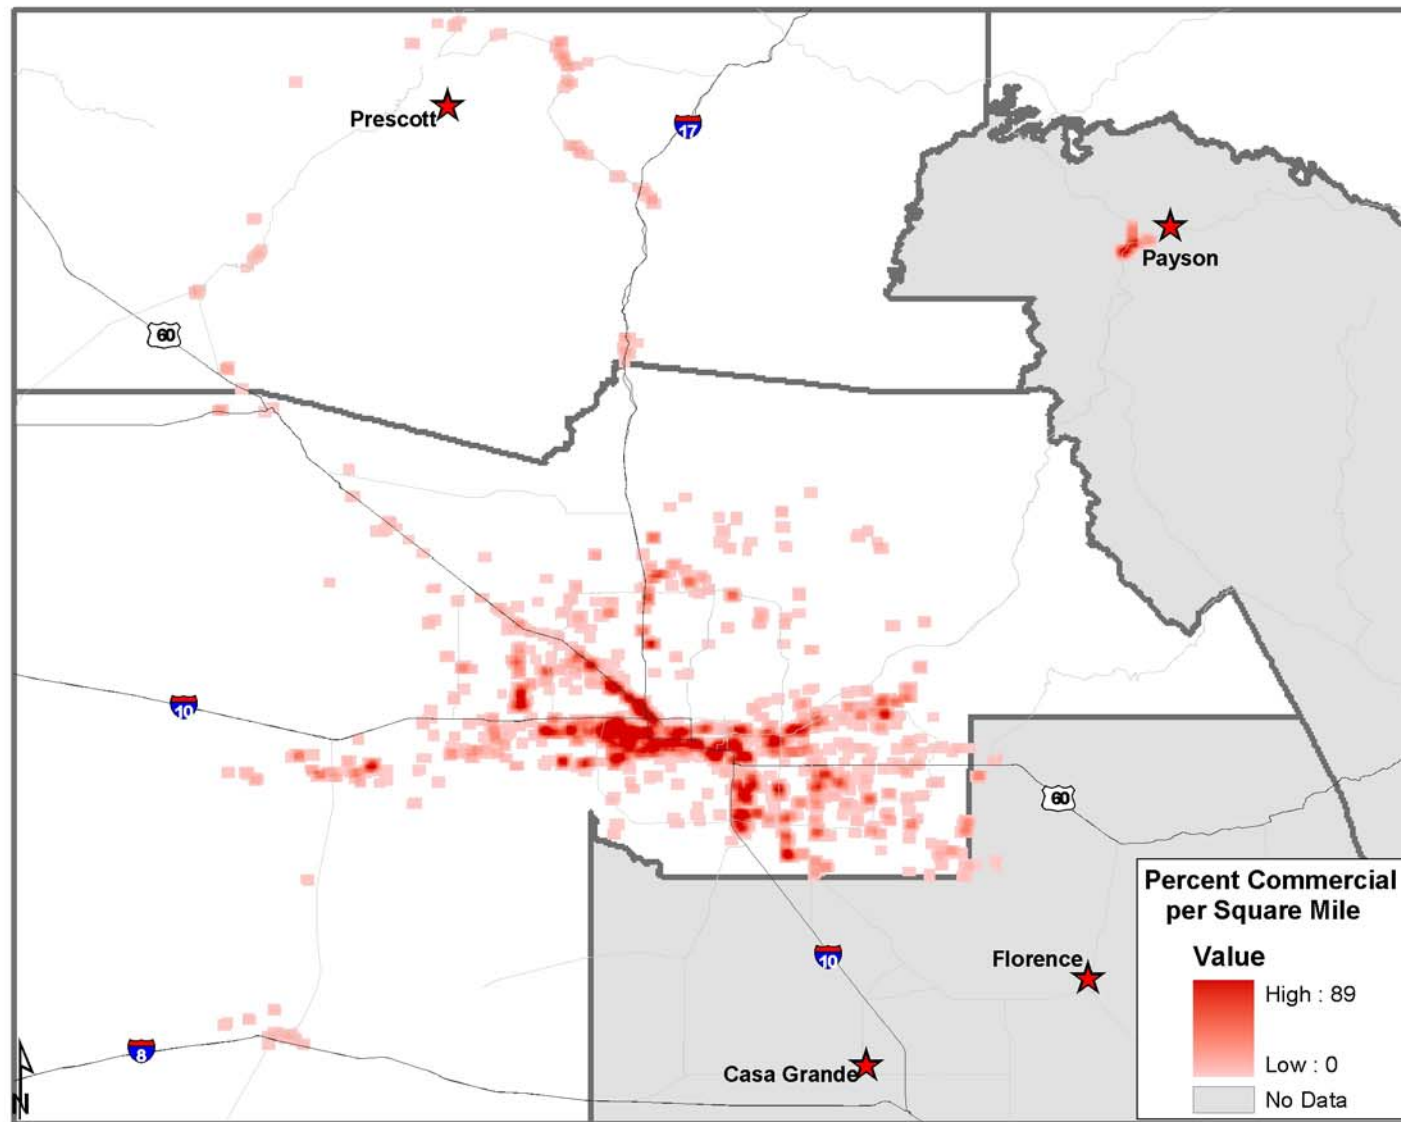 Prescott
17
Payson
60
10
60
Percent Commercial
per Square Mile
Value
High : 89
Low : 0
No Data
10
Florence
8
Casa Grande
N